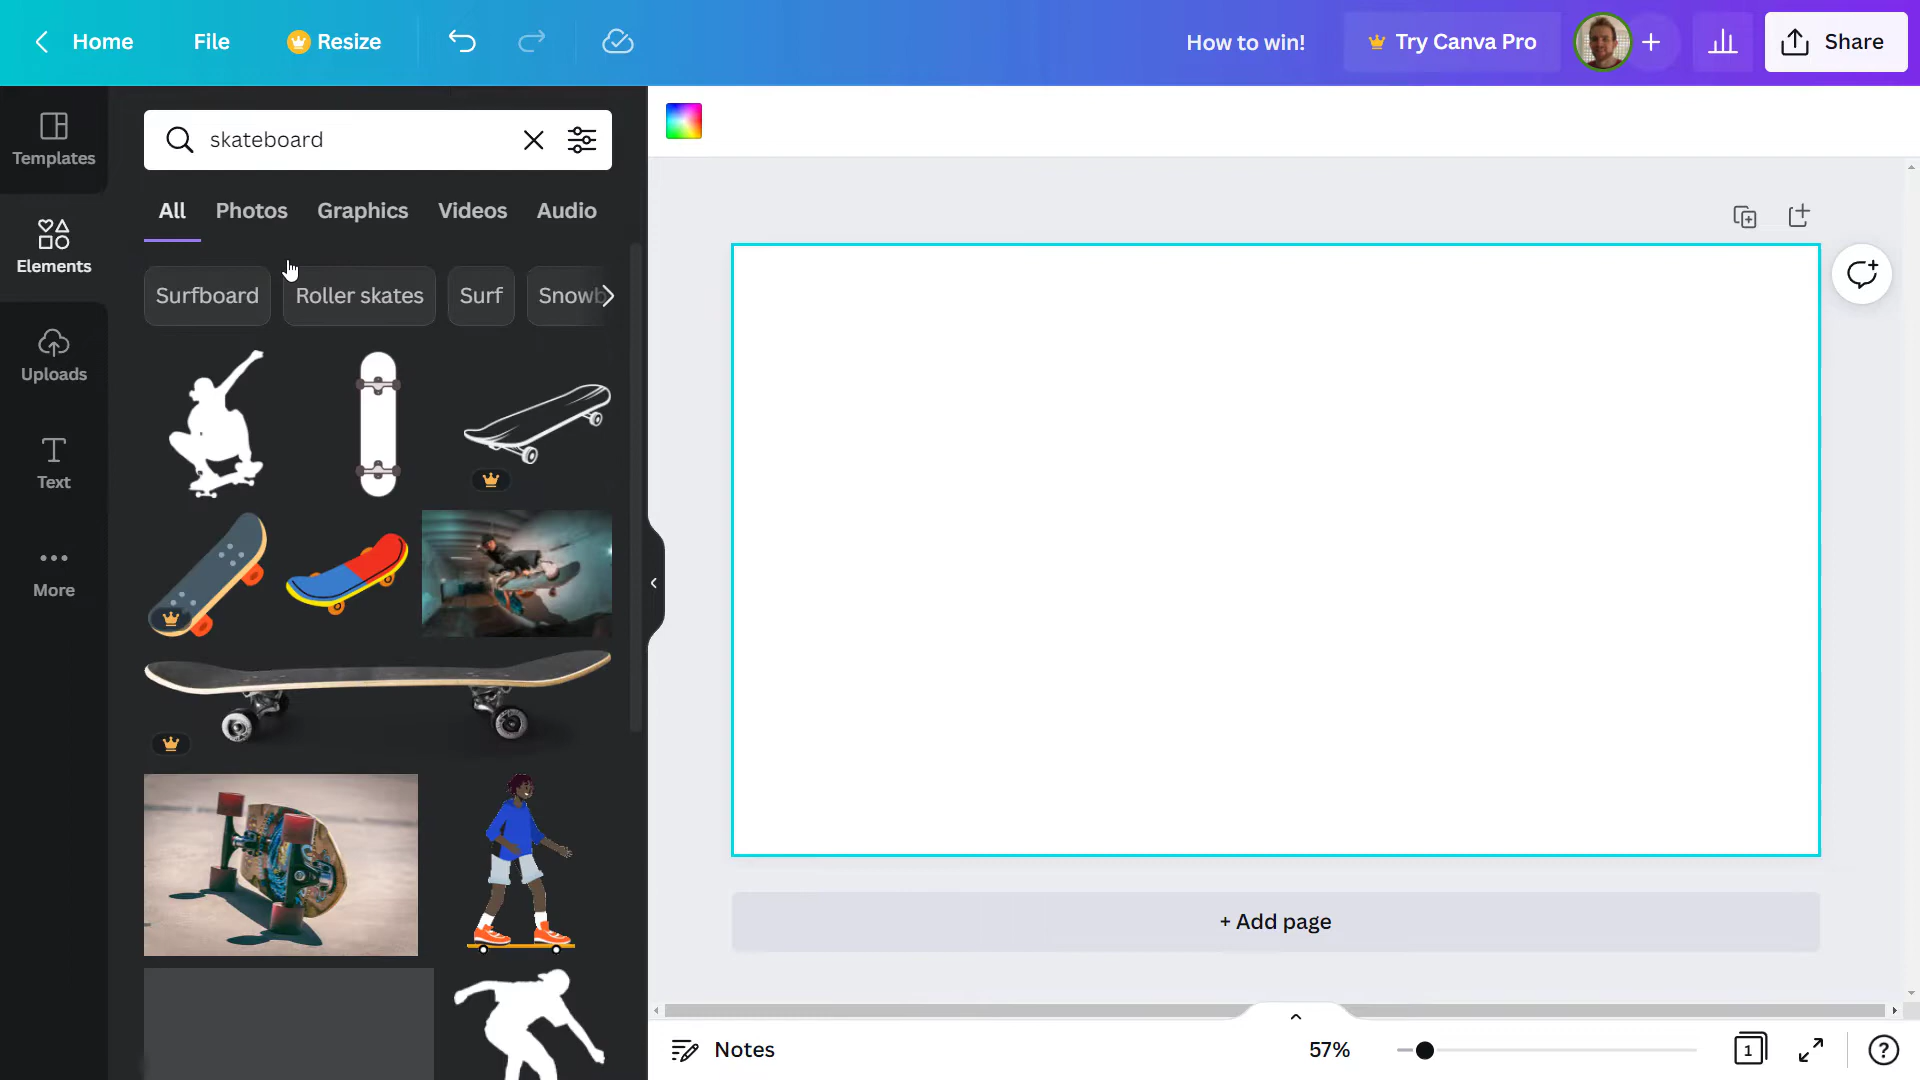 Home File Resize How to win! Try Canva Pro Share
Templates
Elements
Uploads
Text
More
skateboard
All Photos Graphics Videos Audio
Surfboard Roller skates Surf Snowb
+ Add page
Notes 57% 1 ?